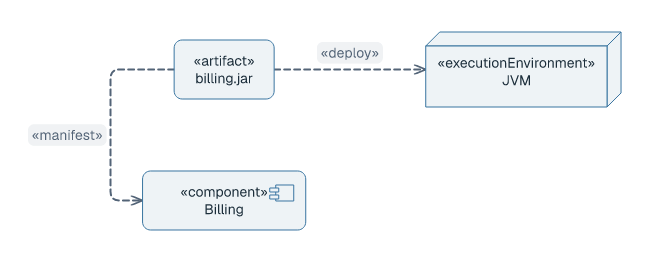 «artifact»
billing.jar
«deploy»
«executionEnvironment»
JVM
«manifest»
«component»
Billing